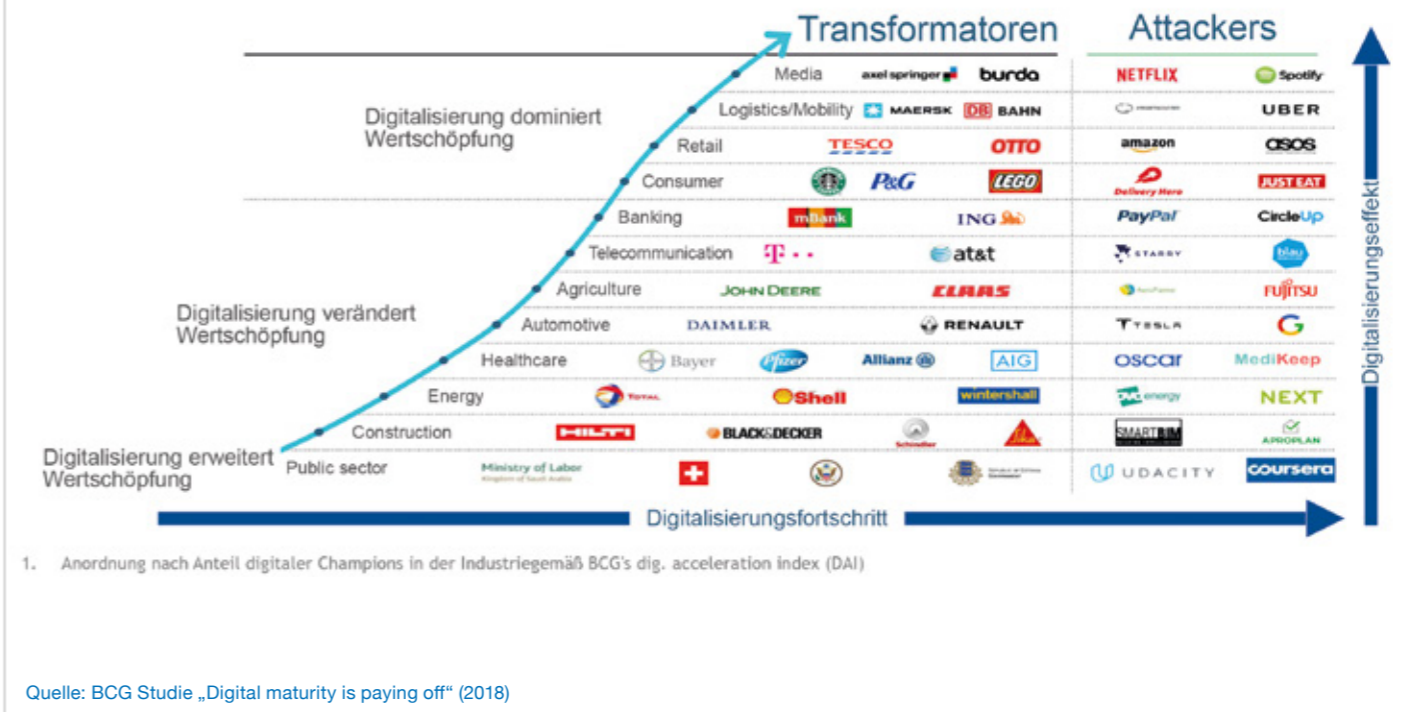 Transformatoren Attackers
Media axel springer burda NETFLIX Spotify
Digitalisierung dominiert
Wertschöpfung
Logistics/Mobility MAERSK DB BAHN UBER
Retail TESCO OTTO amazon asos
Consumer P&G LEGO Delivery Hero JUST EAT
Banking mBank ING PayPal CircleUp
Telecommunication T at&t STARRY blau
Agriculture JOHN DEERE CLAAS FUJITSU
Digitalisierung verändert
Wertschöpfung
Automotive DAIMLER RENAULT TESLA G
Healthcare Bayer Pfizer Allianz AIG oscar MediKeep
Energy TOTAL Shell wintershall energy NEXT
Construction HILTI BLACK&DECKER Schindler Sika SMARTBIM APROPLAN
Digitalisierung erweitert
Wertschöpfung
Public sector Ministry of Labor UDACITY coursera
Kingdom of Saudi Arabia
Digitalisierungseffekt
Digitalisierungsfortschritt
1. Anordnung nach Anteil digitaler Champions in der Industriegemäß BCG's dig. acceleration index (DAI)
Quelle: BCG Studie „Digital maturity is paying off“ (2018)